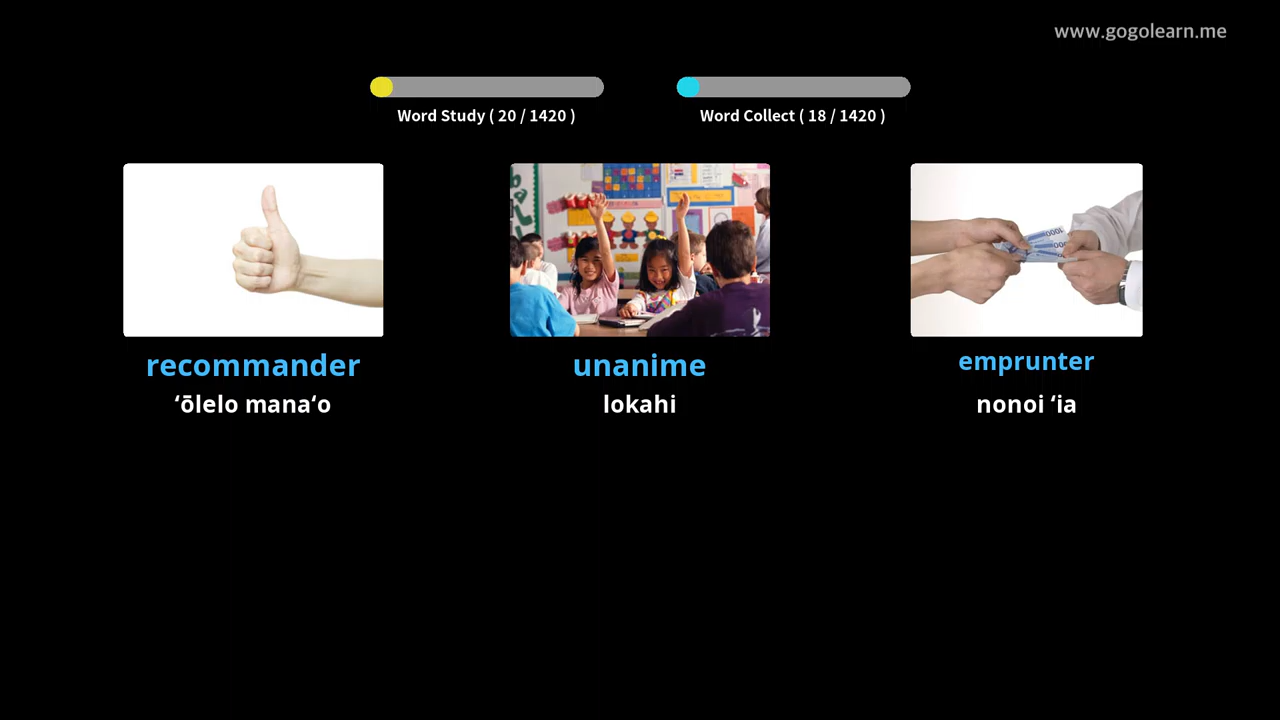 www.gogolearn.me
Word Study ( 20 / 1420 )
Word Collect ( 18 / 1420 )
recommander
ʻōlelo manaʻo
unanime
lokahi
emprunter
nonoi ʻia